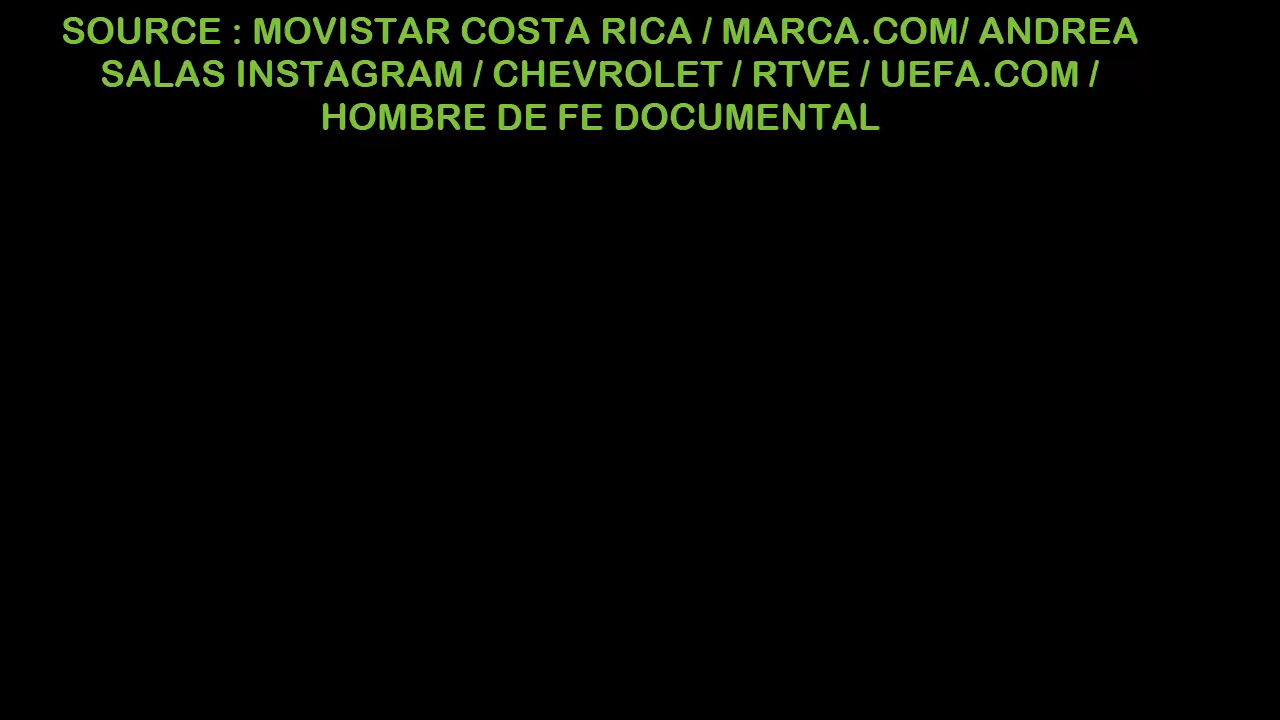 SOURCE : MOVISTAR COSTA RICA / MARCA.COM/ ANDREA
SALAS INSTAGRAM / CHEVROLET / RTVE / UEFA.COM /
HOMBRE DE FE DOCUMENTAL